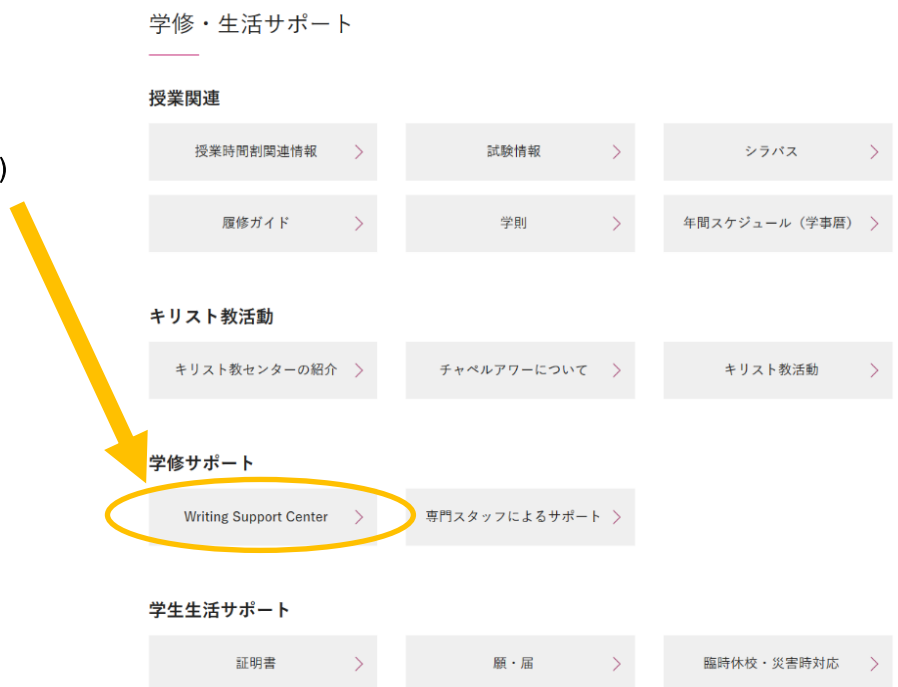 学修・生活サポート
授業関連
)
授業時間割関連情報
試験情報
シラバス
履修ガイド
学則
年間スケジュール（学事暦）
キリスト教活動
キリスト教センターの紹介
チャペルアワーについて
キリスト教活動
学修サポート
Writing Support Center
専門スタッフによるサポート
学生生活サポート
証明書
願・届
臨時休校・災害時対応